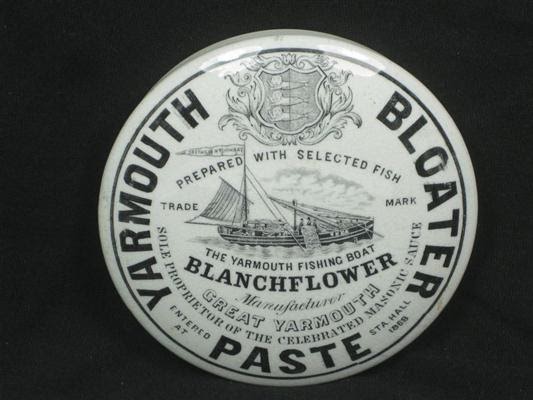 YARMOUTH BLOATER PASTE
PREPARED WITH SELECTED FISH
TRADE MARK
THE YARMOUTH FISHING BOAT
BLANCHFLOWER
Manufacturer
GREAT YARMOUTH
SOLE PROPRIETOR OF THE CELEBRATED MASONIC SAUCE
ENTERED AT STA. HALL 1868